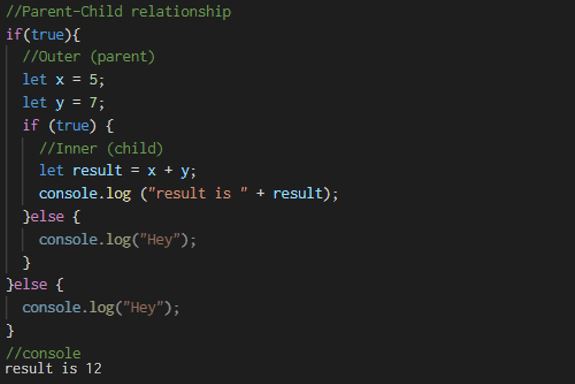 //Parent-Child relationship
if(true){
//Outer (parent)
let x = 5;
let y = 7;
if (true) {
//Inner (child)
let result = x + y;
console.log ("result is " + result);
}else {
console.log("Hey");
}
}else {
console.log("Hey");
}
//console
result is 12